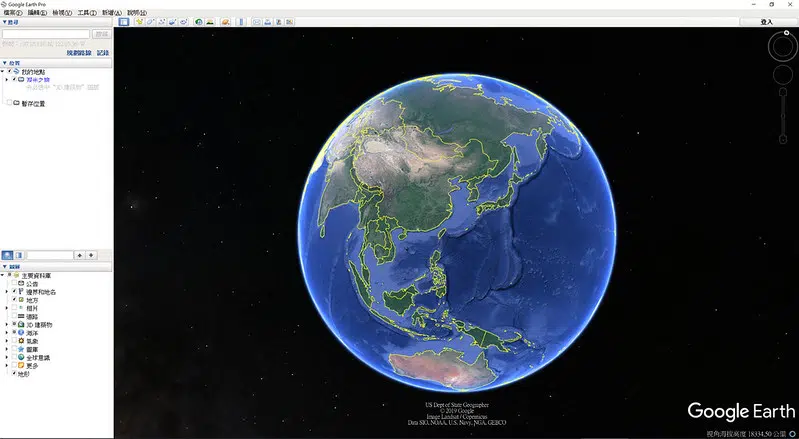 Google Earth Pro
檔案(F) 編輯(E) 檢視(V) 工具(T) 新增(A) 說明(H)
登入
搜尋
搜尋
規劃路線 記錄
位置
我的地點
觀光之旅
暫存位置
圖層
主要資料庫
公告
邊界和地名
地方
相片
道路
3D 建築物
海洋
氣象
圖庫
全球意識
更多
地形
US Dept of State Geographer
© 2019 Google
Image Landsat / Copernicus
Data SIO, NOAA, U.S. Navy, NGA, GEBCO
Google Earth
視角海拔高度 18334.50 公里